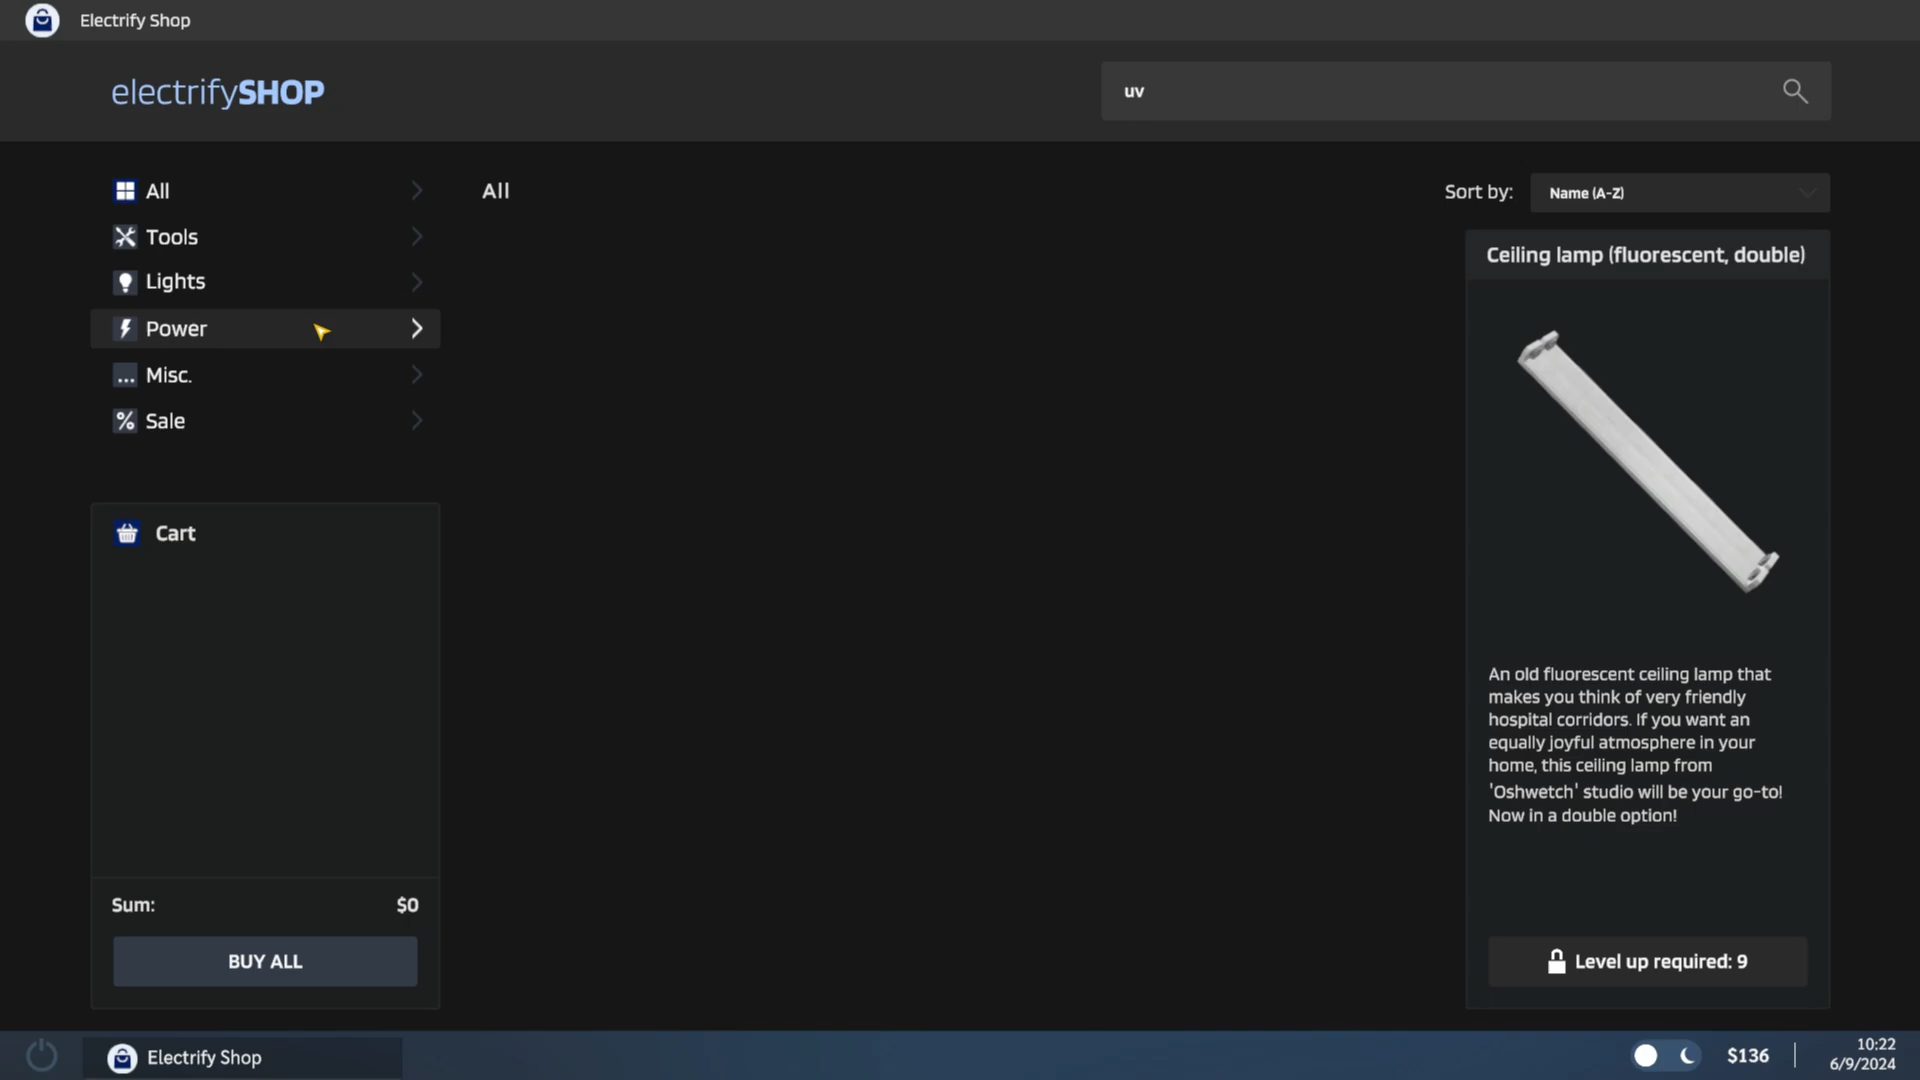 Electrify Shop
electrifySHOP
uv
All
Tools
Lights
Power
Misc.
Sale
All
Sort by:
Name (A-Z)
Ceiling lamp (fluorescent, double)
An old fluorescent ceiling lamp that
makes you think of very friendly
hospital corridors. If you want an
equally joyful atmosphere in your
home, this ceiling lamp from
'Oshwetch' studio will be your go-to!
Now in a double option!
Level up required: 9
Cart
Sum:
$0
BUY ALL
Electrify Shop
$136
10:22
6/9/2024